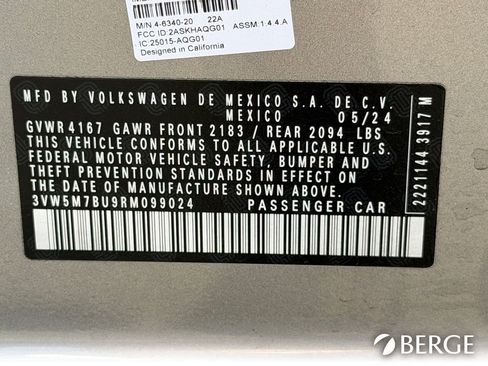 M/N 4-6340-20 22A
FCC ID:2ASKHAQG01 ASSM:1.4.4.A
IC:25015-AQG01
Designed in California
MFD BY VOLKSWAGEN DE MEXICO S.A. DE C.V.
MEXICO 05/24
GVWR 4167 GAWR FRONT 2183 / REAR 2094 LBS
THIS VEHICLE CONFORMS TO ALL APPLICABLE U.S.
FEDERAL MOTOR VEHICLE SAFETY, BUMPER AND
THEFT PREVENTION STANDARDS IN EFFECT ON THE
DATE OF MANUFACTURE SHOWN ABOVE
3VW5M7BU9RM099024 PASSENGER CAR
2221144 3917 M
BERGE